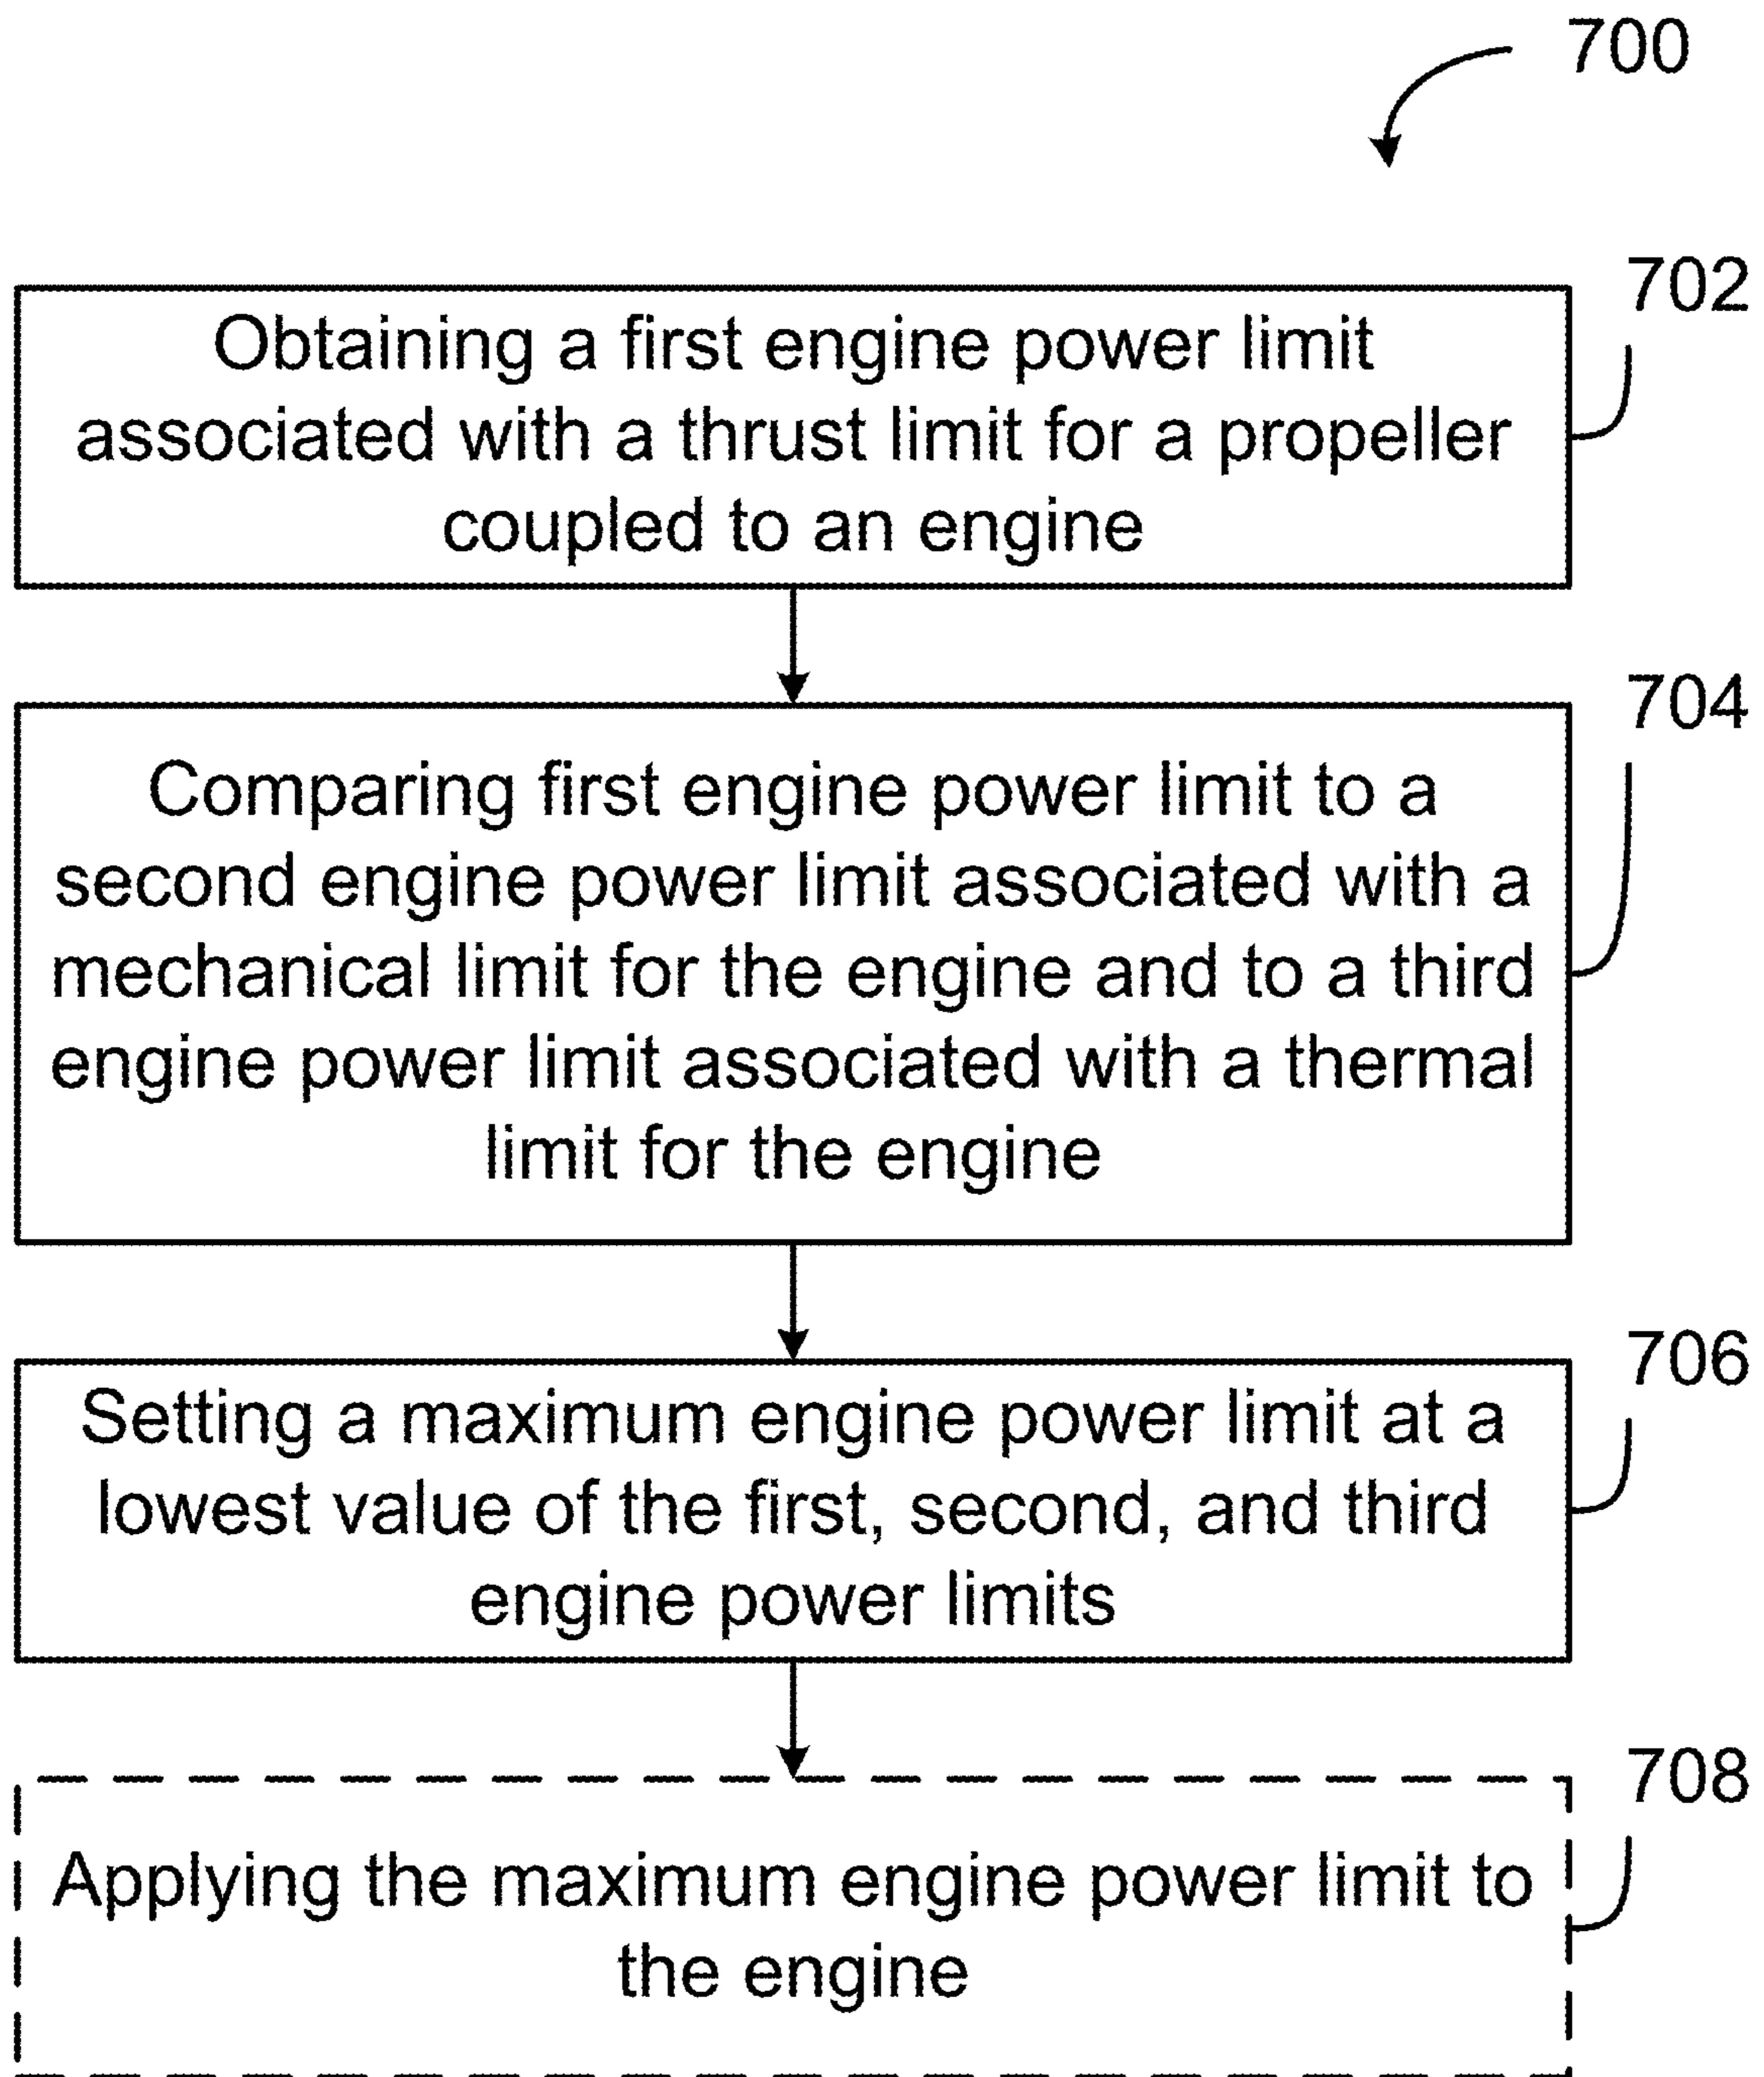 700
702
Obtaining a first engine power limit
associated with a thrust limit for a propeller
coupled to an engine
704
Comparing first engine power limit to a
second engine power limit associated with a
mechanical limit for the engine and to a third
engine power limit associated with a thermal
limit for the engine
706
Setting a maximum engine power limit at a
lowest value of the first, second, and third
engine power limits
708
Applying the maximum engine power limit to
the engine